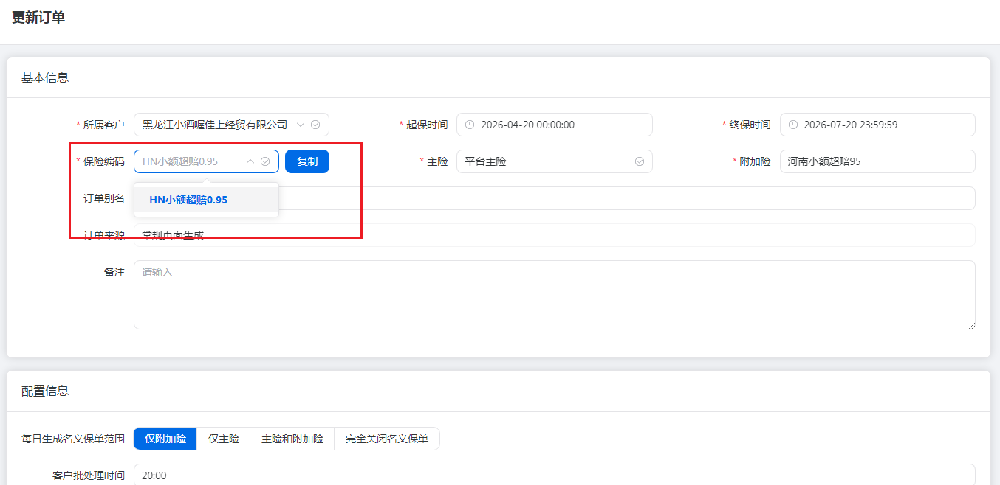 更新订单
基本信息
* 所属客户 黑龙江小酒喔佳上经贸有限公司 * 起保时间 2026-04-20 00:00:00 * 终保时间 2026-07-20 23:59:59
* 保险编码 HN小额超赔0.95 复制 * 主险 平台主险 * 附加险 河南小额超赔95
订单别名 HN小额超赔0.95
订单来源 常规页面生成
备注 请输入
配置信息
每日生成名义保单范围 仅附加险 仅主险 主险和附加险 完全关闭名义保单
客户批处理时间 20:00